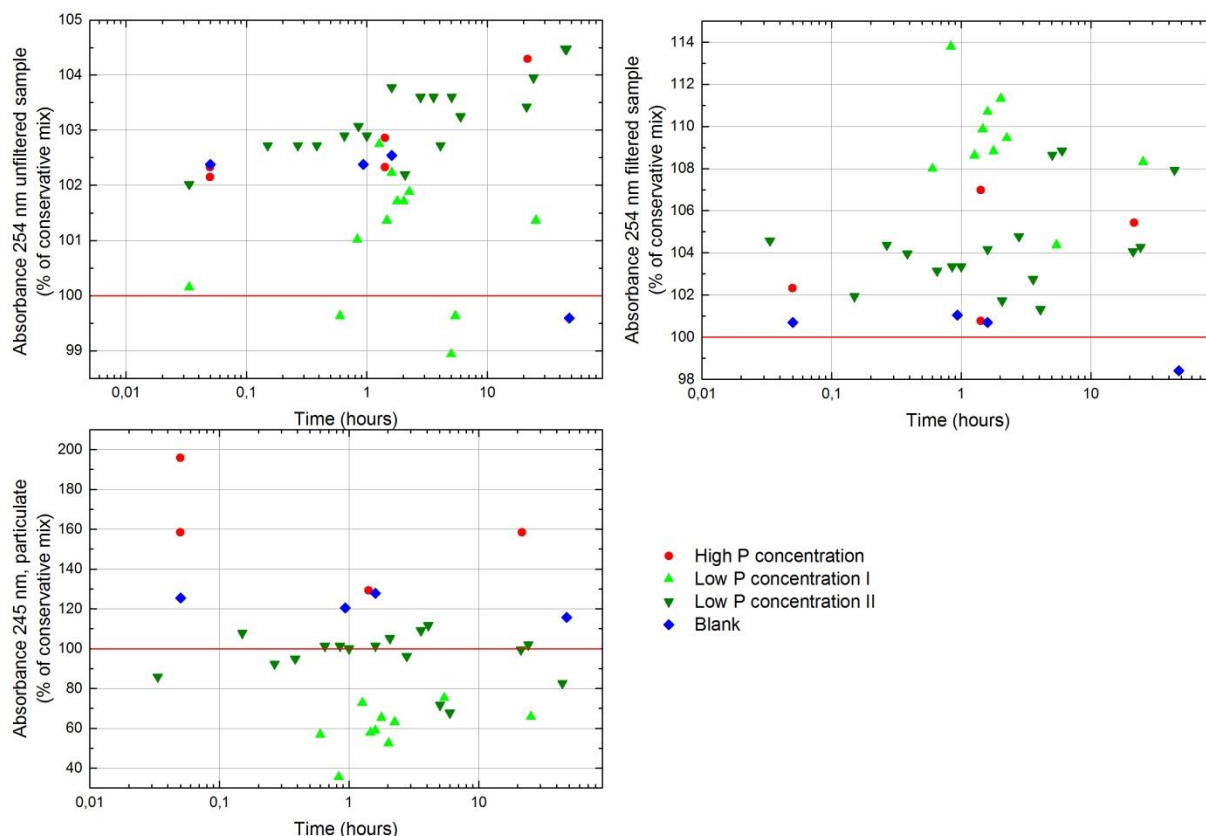 Absorbance 254 nm unfiltered sample
(% of conservative mix)
105
104
103
102
101
100
99
0,01
0,1
1
10
Time (hours)
Absorbance 254 nm filtered sample
(% of conservative mix)
114
112
110
108
106
104
102
100
98
0,01
0,1
1
10
Time (hours)
Absorbance 245 nm, particulate
(% of conservative mix)
200
180
160
140
120
100
80
60
40
0,01
0,1
1
10
Time (hours)
High P concentration
Low P concentration I
Low P concentration II
Blank